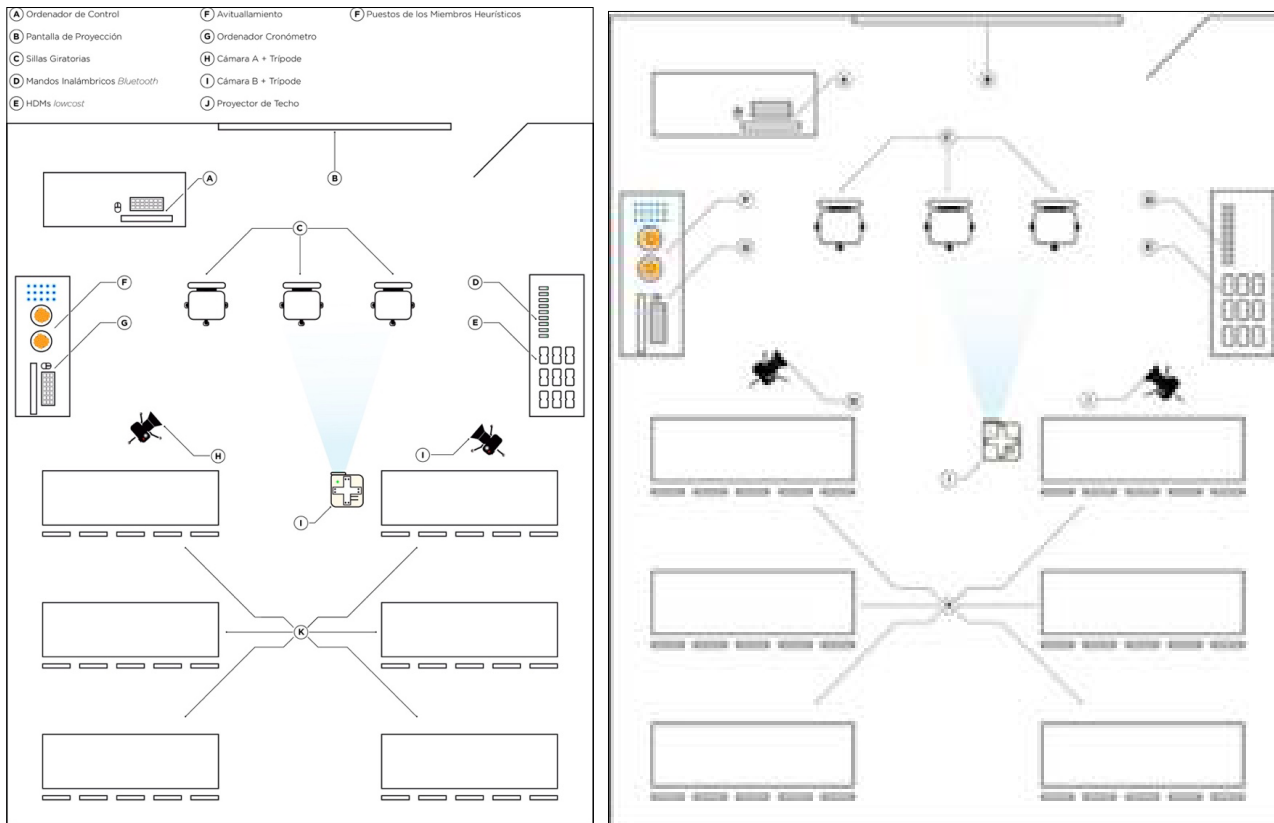 A Ordenador de Control
B Pantalla de Proyección
C Sillas Giratorias
D Mandos Inalámbricos Bluetooth
E HDMs lowcost
F Avituallamiento
G Ordenador Cronómetro
H Cámara A + Trípode
I Cámara B + Trípode
J Proyector de Techo
F Puestos de los Miembros Heurísticos
A
B
C
F
D
G
E
H
I
I
K